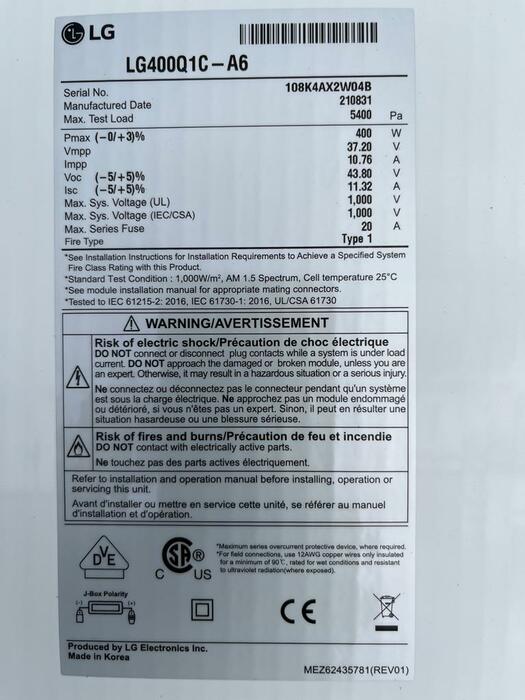 LG
LG400Q1C-A6
Serial No. 108K4AX2W04B
Manufactured Date 210831
Max. Test Load 5400 Pa
Pmax (-0/+3)% 400 W
Vmpp 37.20 V
Impp 10.76 A
Voc (-5/+5)% 43.80 V
Isc (-5/+5)% 11.32 A
Max. Sys. Voltage (UL) 1,000 V
Max. Sys. Voltage (IEC/CSA) 1,000 V
Max. Series Fuse 20 A
Fire Type Type 1
*See Installation Instructions for Installation Requirements to Achieve a Specified System
Fire Class Rating with this Product.
*Standard Test Condition : 1,000W/m², AM 1.5 Spectrum, Cell temperature 25°C
*See module installation manual for appropriate mating connectors.
*Tested to IEC 61215-2: 2016, IEC 61730-1: 2016, UL/CSA 61730
WARNING/AVERTISSEMENT
Risk of electric shock/Précaution de choc électrique
DO NOT connect or disconnect plug contacts while a system is under load
current. DO NOT approach the damaged or broken module, unless you are
an expert. Otherwise, it may result in a hazardous situation or a serious injury.
Ne connectez ou déconnectez pas le connecteur pendant qu'un système
est sous la charge électrique. Ne approchez pas un module endommagé
ou détérioré, si vous n'êtes pas un expert. Sinon, il peut en résulter une
situation hasardeuse ou une blessure sérieuse.
Risk of fires and burns/Précaution de feu et incendie
DO NOT contact with electrically active parts.
Ne touchez pas des parts actives électriquement.
Refer to installation and operation manual before installing, operation or
servicing this unit.
Avant d'installer ou mettre en service cette unité, se référer au manuel
d'installation et d'opération.
DVE
SA ®
C US
*Maximum series overcurrent protective device, where required.
*For field connections, use 12AWG copper wires only insulated
for a minimum of 90°C, rated for wet conditions and resistant
to ultraviolet radiation(where exposed).
J-Box Polarity
(-) (+)
CE
Produced by LG Electronics Inc.
Made in Korea
MEZ62435781(REV01)